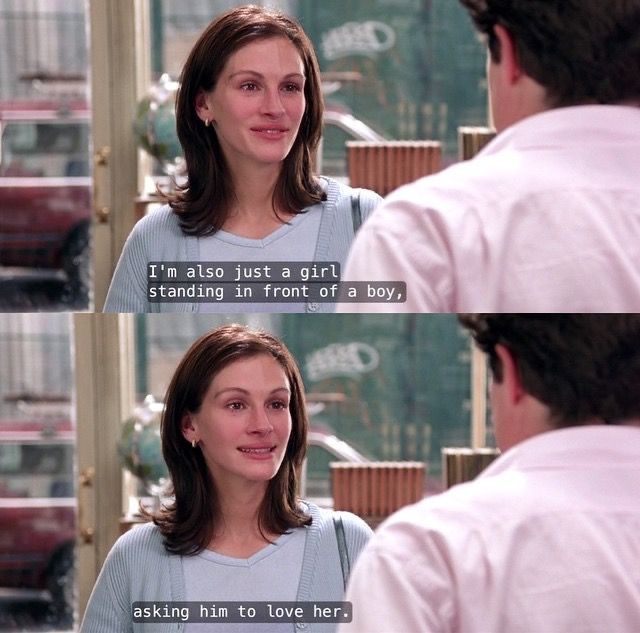 I'm also just a girl
standing in front of a boy,
asking him to love her.